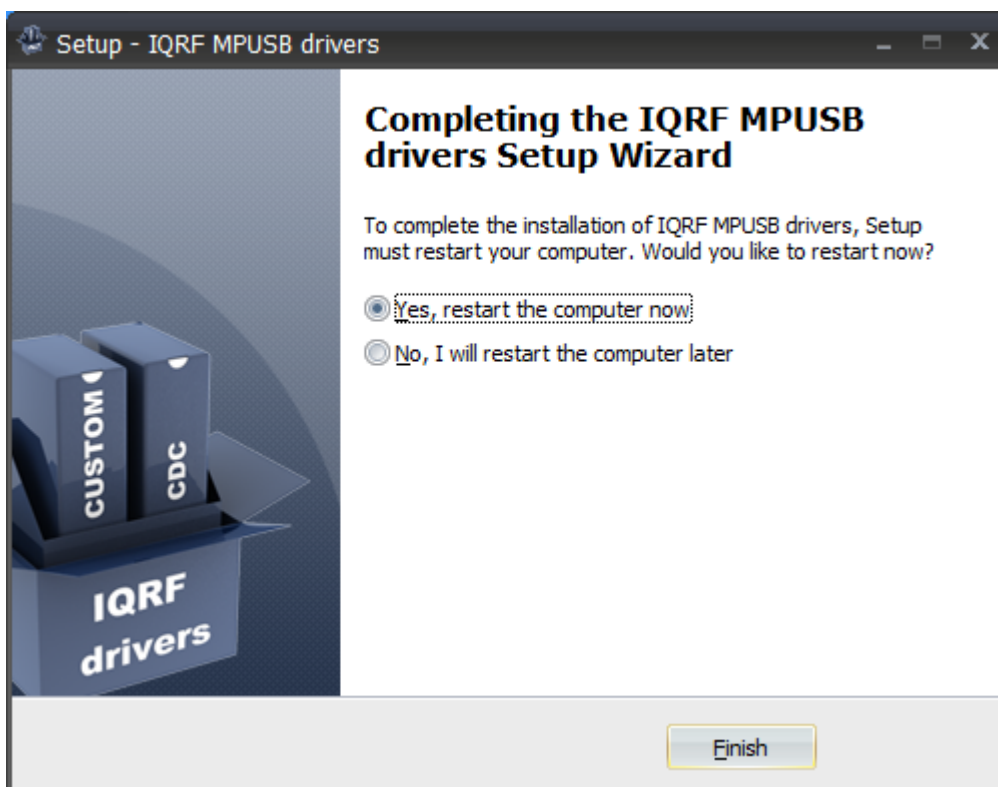 Setup - IQRF MPUSB drivers
Completing the IQRF MPUSB
drivers Setup Wizard
To complete the installation of IQRF MPUSB drivers, Setup
must restart your computer. Would you like to restart now?
Yes, restart the computer now
No, I will restart the computer later
CUSTOM
CDC
IQRF
drivers
Finish